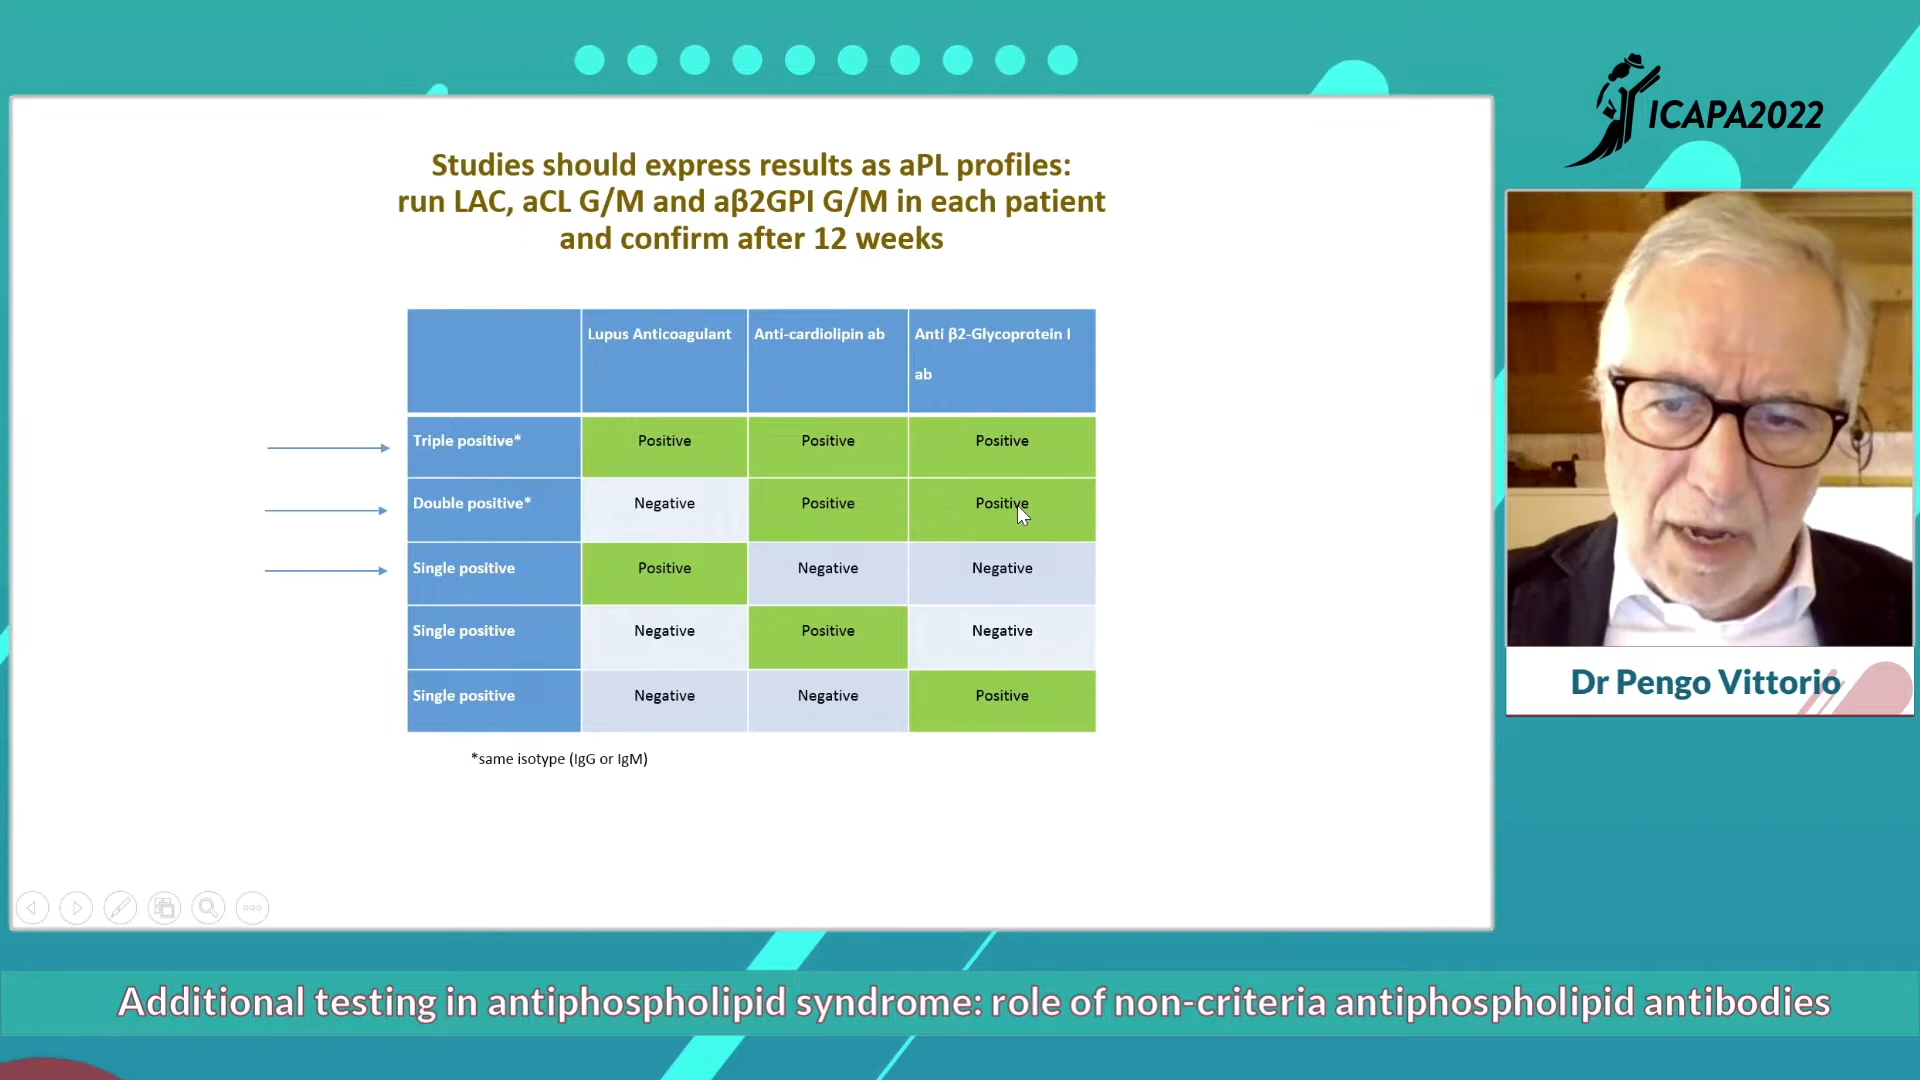 ICAPA2022
Studies should express results as aPL profiles:
run LAC, aCL G/M and aβ2GPI G/M in each patient
and confirm after 12 weeks
Lupus Anticoagulant
Anti-cardiolipin ab
Anti β2-Glycoprotein I
ab
Triple positive* Positive Positive Positive
Double positive* Negative Positive Positive
Single positive Positive Negative Negative
Single positive Negative Positive Negative
Single positive Negative Negative Positive
*same isotype (IgG or IgM)
Dr Pengo Vittorio
Additional testing in antiphospholipid syndrome: role of non-criteria antiphospholipid antibodies